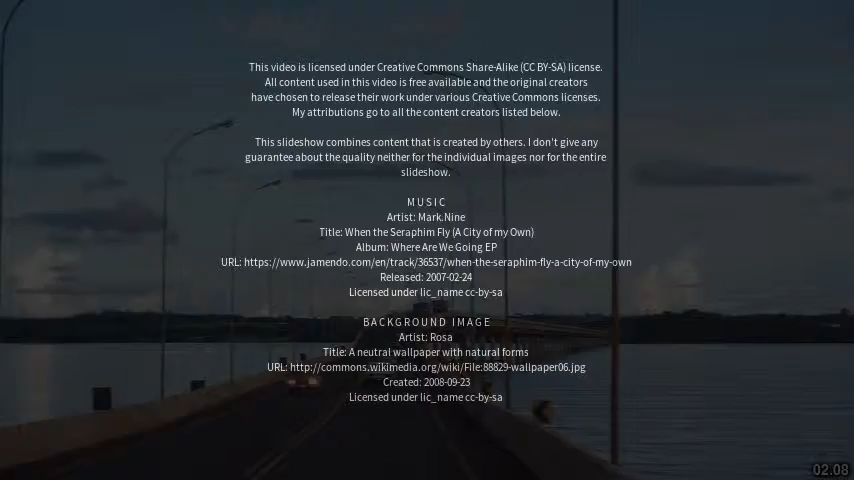 This video is licensed under Creative Commons Share-Alike (CC BY-SA) license.
All content used in this video is free available and the original creators
have chosen to release their work under various Creative Commons licenses.
My attributions go to all the content creators listed below.
This slideshow combines content that is created by others. I don't give any
guarantee about the quality neither for the individual images nor for the entire
slideshow.
MUSIC
Artist: Mark.Nine
Title: When the Seraphim Fly (A City of my Own)
Album: Where Are We Going EP
URL: https://www.jamendo.com/en/track/36537/when-the-seraphim-fly-a-city-of-my-own
Released: 2007-02-24
Licensed under lic_name cc-by-sa
BACKGROUND IMAGE
Artist: Rosa
Title: A neutral wallpaper with natural forms
URL: http://commons.wikimedia.org/wiki/File:88829-wallpaper06.jpg
Created: 2008-09-23
Licensed under lic_name cc-by-sa
02.08